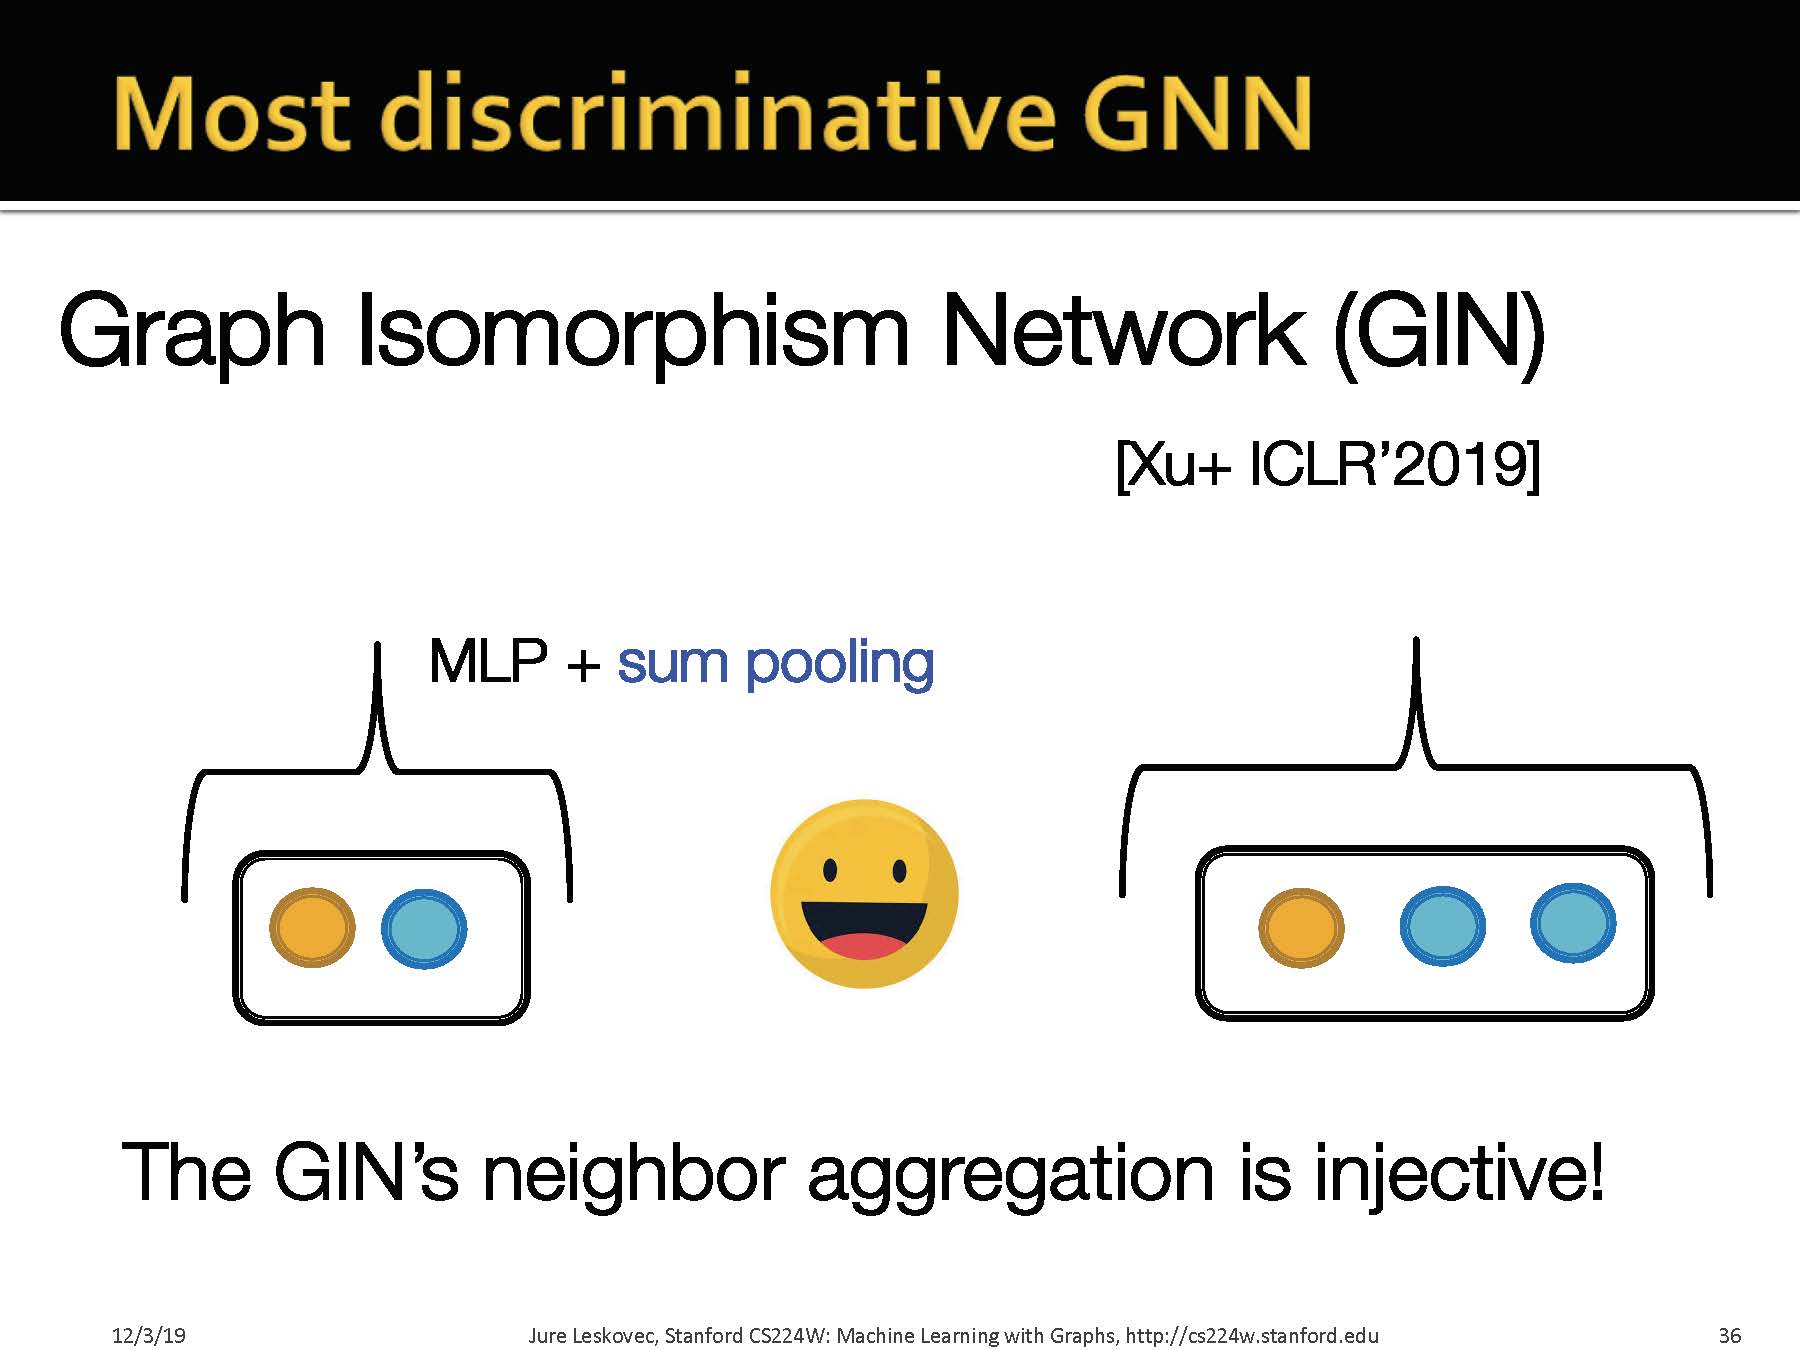 Most discriminative GNN
Graph Isomorphism Network (GIN)
[Xu+ ICLR’2019]
MLP + sum pooling
The GIN’s neighbor aggregation is injective!
12/3/19
Jure Leskovec, Stanford CS224W: Machine Learning with Graphs, http://cs224w.stanford.edu
36